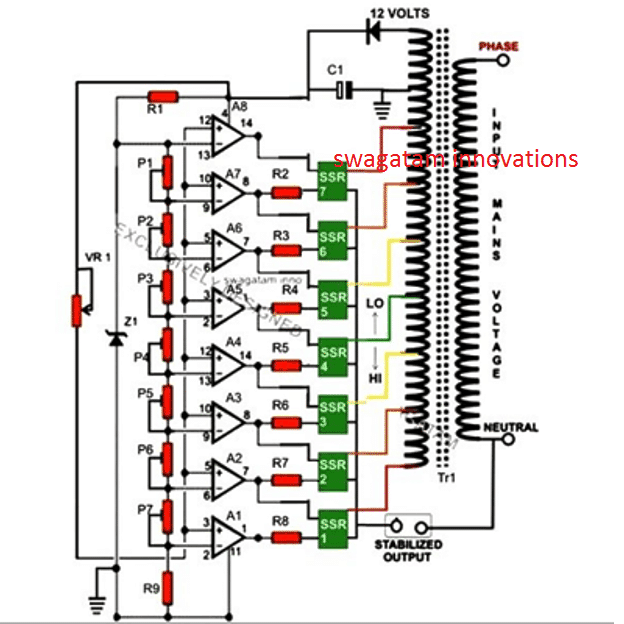 12 VOLTS
PHASE
C1
R1
A8
4
12
14
13
swagatam innovations
P1
A7
10
8
9
R2
SSR
7
INPUT MAINS VOLTAGE
P2
A6
5
7
6
R3
SSR
6
EXCLUSIVELY DESIGNED
swagatam inno
VR 1
P3
A5
3
1
2
R4
SSR
5
LO
Z1
P4
A4
12
14
13
R5
SSR
4
HI
P5
A3
10
8
9
R6
SSR
3
P6
A2
5
7
6
R7
SSR
2
Tr1
NEUTRAL
P7
A1
3
1
2
11
R8
SSR
1
STABILIZED
OUTPUT
R9